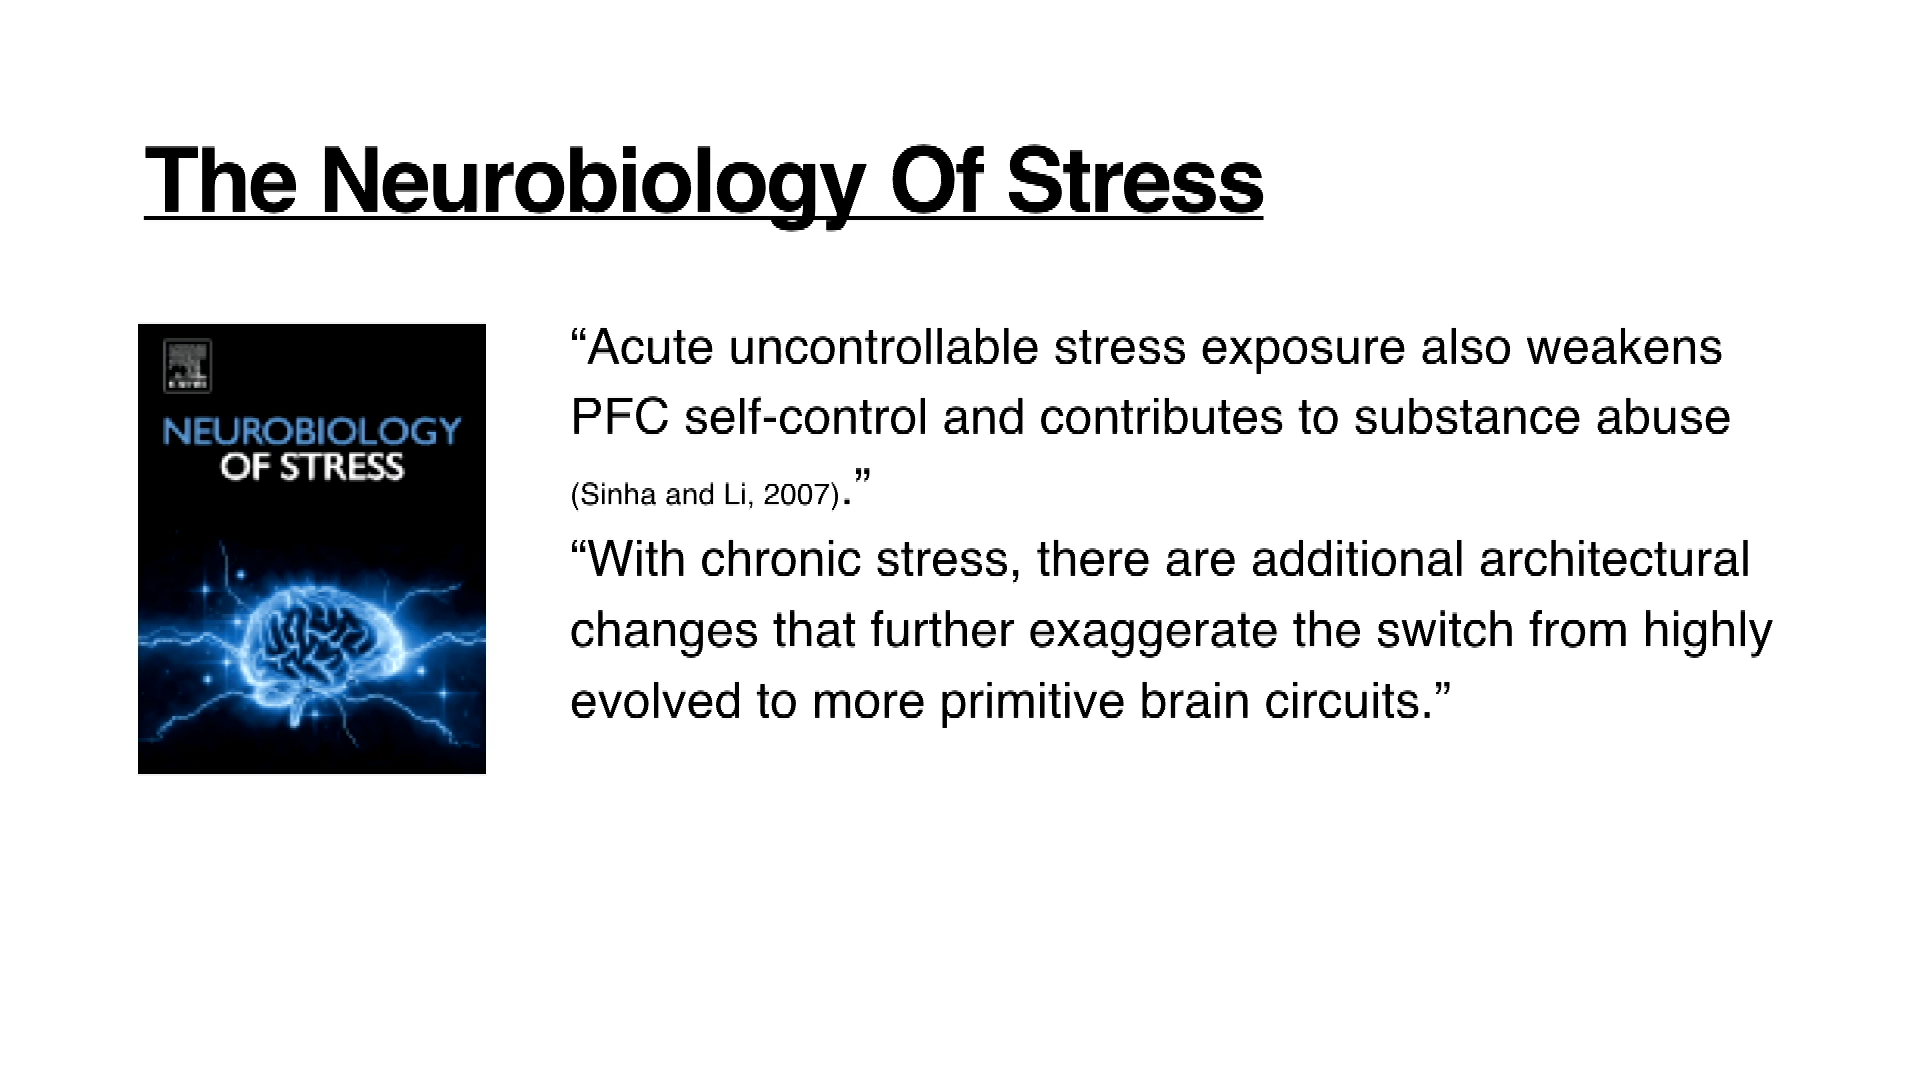 The Neurobiology Of Stress
NEUROBIOLOGY
OF STRESS
“Acute uncontrollable stress exposure also weakens
PFC self-control and contributes to substance abuse
(Sinha and Li, 2007).”
“With chronic stress, there are additional architectural
changes that further exaggerate the switch from highly
evolved to more primitive brain circuits.”